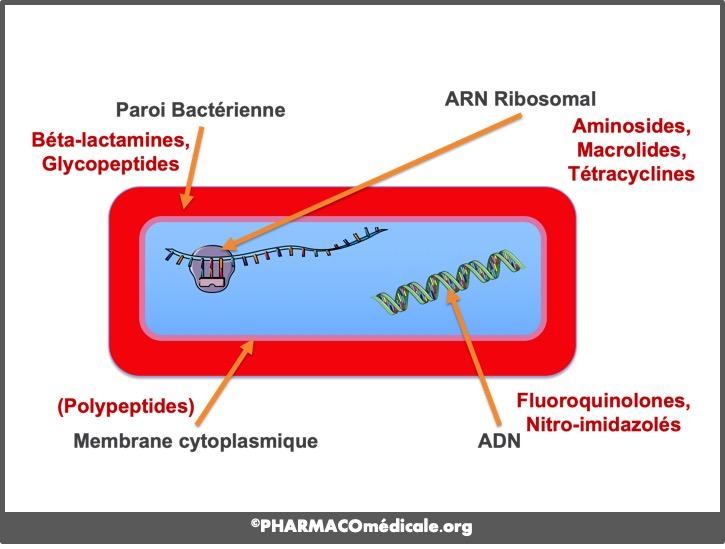 Paroi Bactérienne
Béta-lactamines,
Glycopeptides
ARN Ribosomal
Aminosides,
Macrolides,
Tétracyclines
(Polypeptides)
Membrane cytoplasmique
Fluoroquinolones,
Nitro-imidazolés
ADN
©PHARMACOmédicale.org